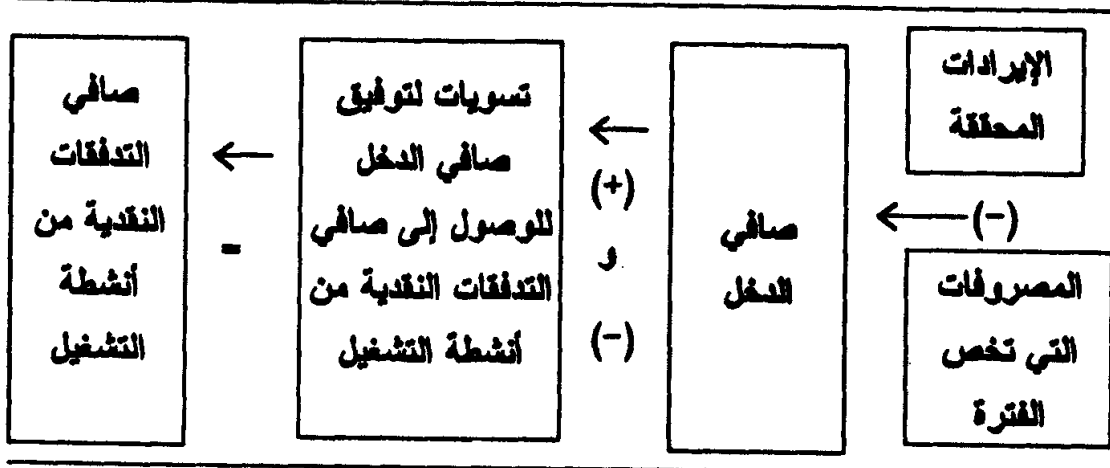 الإيرادات
المحققة
(-)
المصروفات
التي تخص
الفترة
صافي
الدخل
(+)
و
(-)
تسويات لتوفيق
صافي الدخل
للوصول إلى صافي
التدفقات النقدية من
أنشطة التشغيل
=
صافي
التدفقات
النقدية من
أنشطة
التشغيل